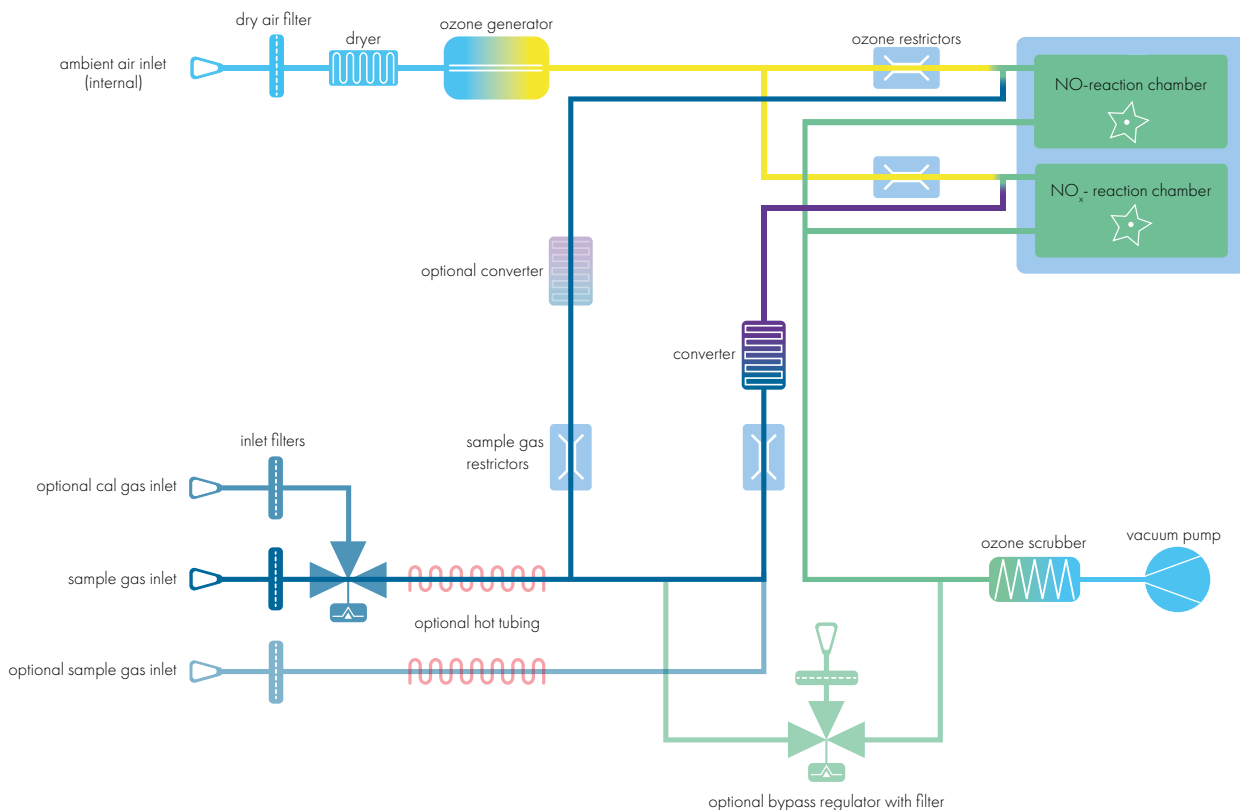 dry air filter
ozone generator
dryer
ozone restrictors
ambient air inlet
(internal)
NO-reaction chamber
NOx- reaction chamber
optional converter
converter
inlet filters
sample gas
restrictors
optional cal gas inlet
vacuum pump
ozone scrubber
sample gas inlet
optional hot tubing
optional sample gas inlet
optional bypass regulator with filter